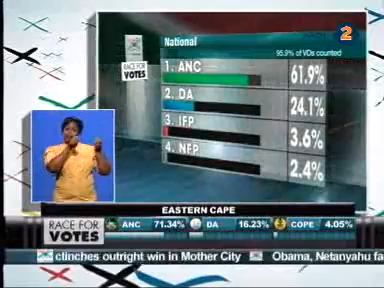 2
National
95.9% of VDs counted
RACE FOR
VOTES
1. ANC 61.9%
2. DA 24.1%
3. IFP 3.6%
4. NFP 2.4%
EASTERN CAPE
RACE FOR
VOTES
ANC 71.34% DA 16.23% COPE 4.05%
clinches outright win in Mother City Obama, Netanyahu fa